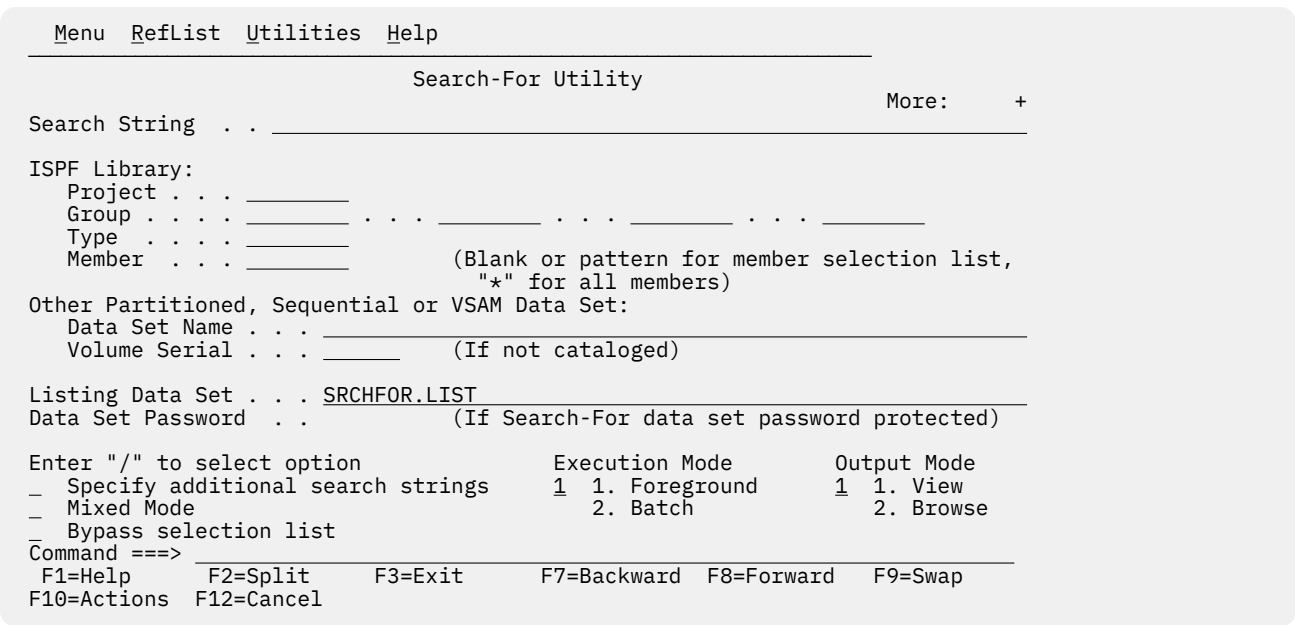 Menu RefList Utilities Help
Search-For Utility
More: +
Search String . .
ISPF Library:
Project . . .
Group . . . . . . . . . . . . .
Type . . . .
Member . . . (Blank or pattern for member selection list,
"*" for all members)
Other Partitioned, Sequential or VSAM Data Set:
Data Set Name . . .
Volume Serial . . . (If not cataloged)
Listing Data Set . . . SRCHFOR.LIST
Data Set Password . . (If Search-For data set password protected)
Enter "/" to select option Execution Mode Output Mode
_ Specify additional search strings 1 1. Foreground 1 1. View
_ Mixed Mode 2. Batch 2. Browse
_ Bypass selection list
Command ===>
F1=Help F2=Split F3=Exit F7=Backward F8=Forward F9=Swap
F10=Actions F12=Cancel